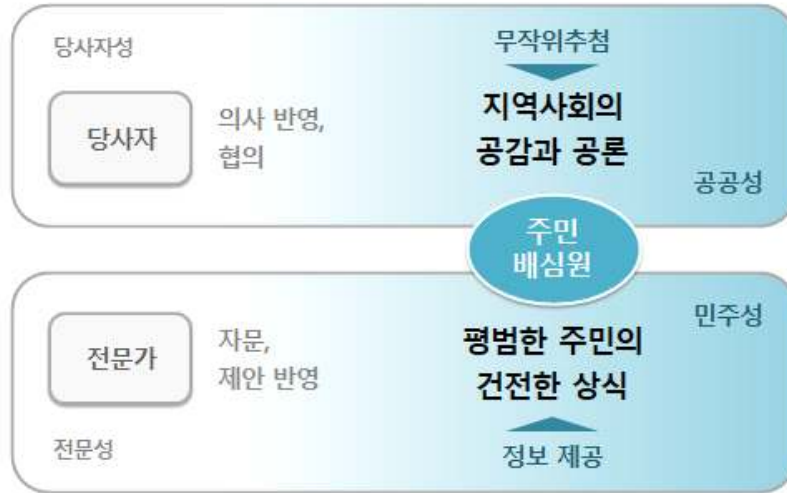 당사자성
당사자
의사 반영,
협의
무작위추첨
지역사회의
공감과 공론
공공성
주민
배심원
전문가
자문,
제안 반영
전문성
민주성
평범한 주민의
건전한 상식
정보 제공